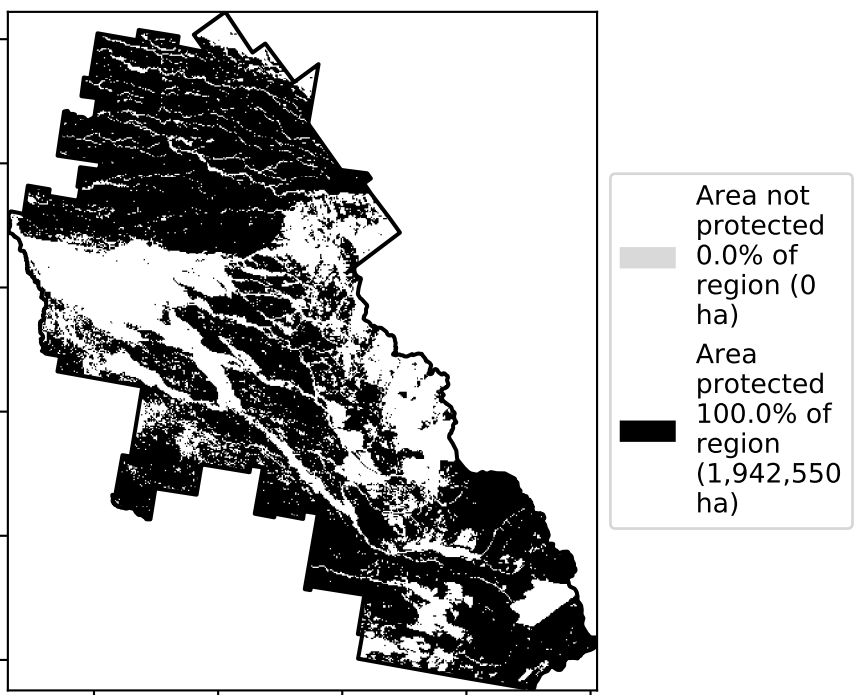 Area not
protected
0.0% of
region (0
ha)
Area
protected
100.0% of
region
(1,942,550
ha)